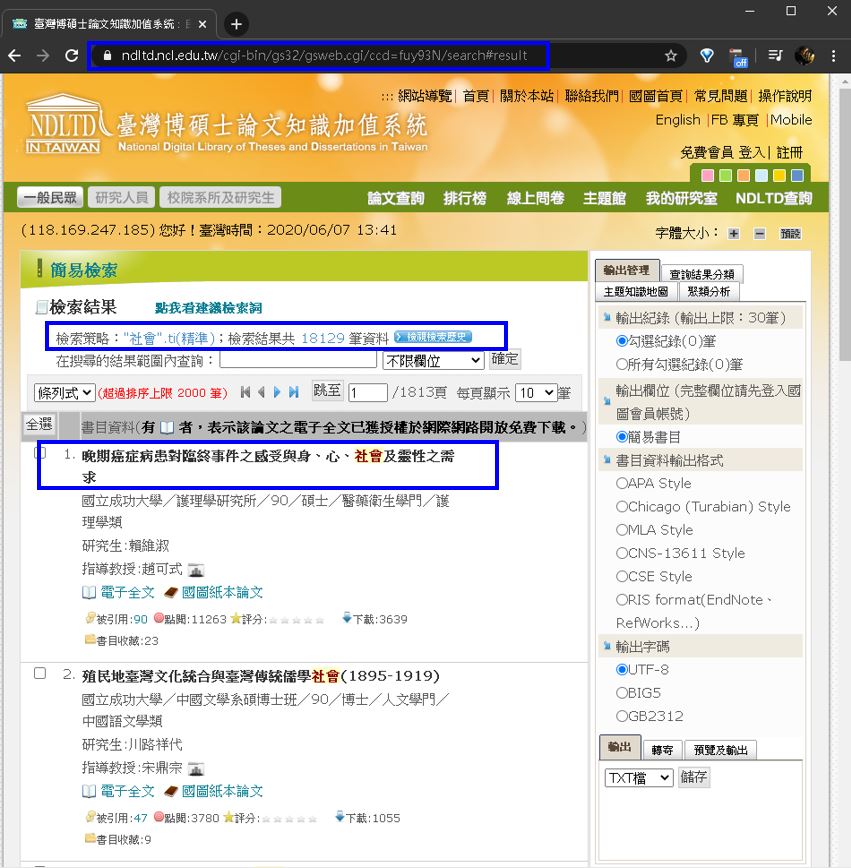 臺灣博碩士論文知識加值系統：
ndltd.ncl.edu.tw/cgi-bin/gs32/gsweb.cgi/ccd=fuy93N/search#result
off
::: 網站導覽| 首頁| 關於本站| 聯絡我們| 國圖首頁| 常見問題| 操作說明
English |FB 專頁 |Mobile
NDLTD IN TAIWAN 臺灣博碩士論文知識加值系統
National Digital Library of Theses and Dissertations in Taiwan
免費會員 登入| 註冊
一般民眾 研究人員 校院系所及研究生 論文查詢 排行榜 線上問卷 主題館 我的研究室 NDLTD查詢
(118.169.247.185) 您好！臺灣時間：2020/06/07 13:41
字體大小： + − 預設
簡易檢索
檢索結果 點我看建議檢索詞
檢索策略："社會".ti(精準)；檢索結果共 18129 筆資料 檢視檢索歷史
在搜尋的結果範圍內查詢： 不限欄位 確定
條列式 (超過排序上限 2000 筆) 跳至 1 /1813頁 每頁顯示 10 筆
全選 書目資料(有 者，表示該論文之電子全文已獲授權於網際網路開放免費下載。)
1. 晚期癌症病患對臨終事件之感受與身、心、社會及靈性之需
求
國立成功大學／護理學研究所／90／碩士／醫藥衛生學門／護
理學類
研究生:賴維淑
指導教授:趙可式
電子全文 國圖紙本論文
被引用:90 點閱:11263 評分: 下載:3639
書目收藏:23
2. 殖民地臺灣文化統合與臺灣傳統儒學社會(1895-1919)
國立成功大學／中國文學系碩博士班／90／博士／人文學門／
中國語文學類
研究生:川路祥代
指導教授:宋鼎宗
電子全文 國圖紙本論文
被引用:47 點閱:3780 評分: 下載:1055
書目收藏:9
輸出管理 查詢結果分類
主題知識地圖 聚類分析
輸出紀錄 (輸出上限：30筆)
勾選紀錄(0)筆
所有勾選紀錄(0)筆
輸出欄位 (完整欄位請先登入國
圖會員帳號)
簡易書目
書目資料輸出格式
APA Style
Chicago (Turabian) Style
MLA Style
CNS-13611 Style
CSE Style
RIS format(EndNote、
RefWorks...)
輸出字碼
UTF-8
BIG5
GB2312
輸出 轉寄 預覽及輸出
TXT檔 儲存